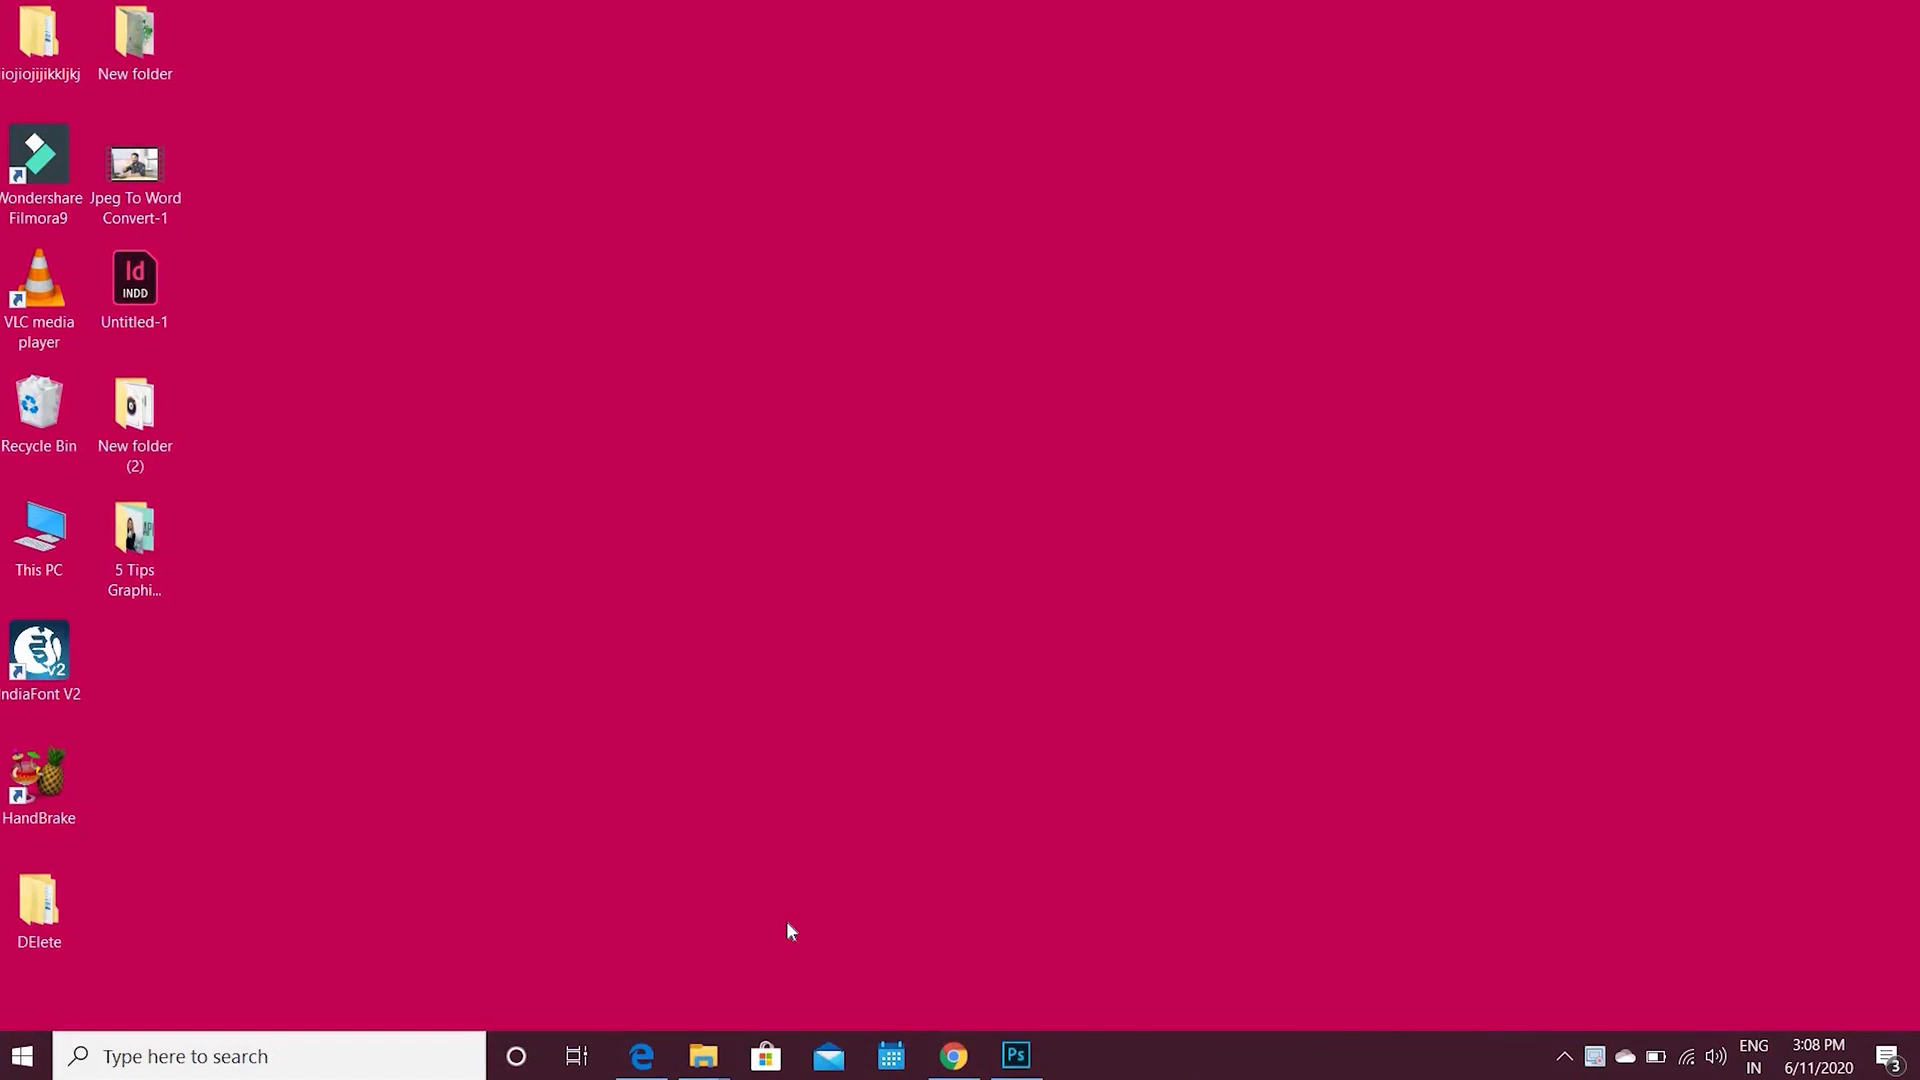 iojiojijikkljkj
New folder
Wondershare
Filmora9
Jpeg To Word
Convert-1
VLC media
player
Id
INDD
Untitled-1
Recycle Bin
New folder
(2)
This PC
5 Tips
Graphi...
V2
IndiaFont V2
HandBrake
DElete
Type here to search
Ps
ENG
IN
3:08 PM
6/11/2020
3